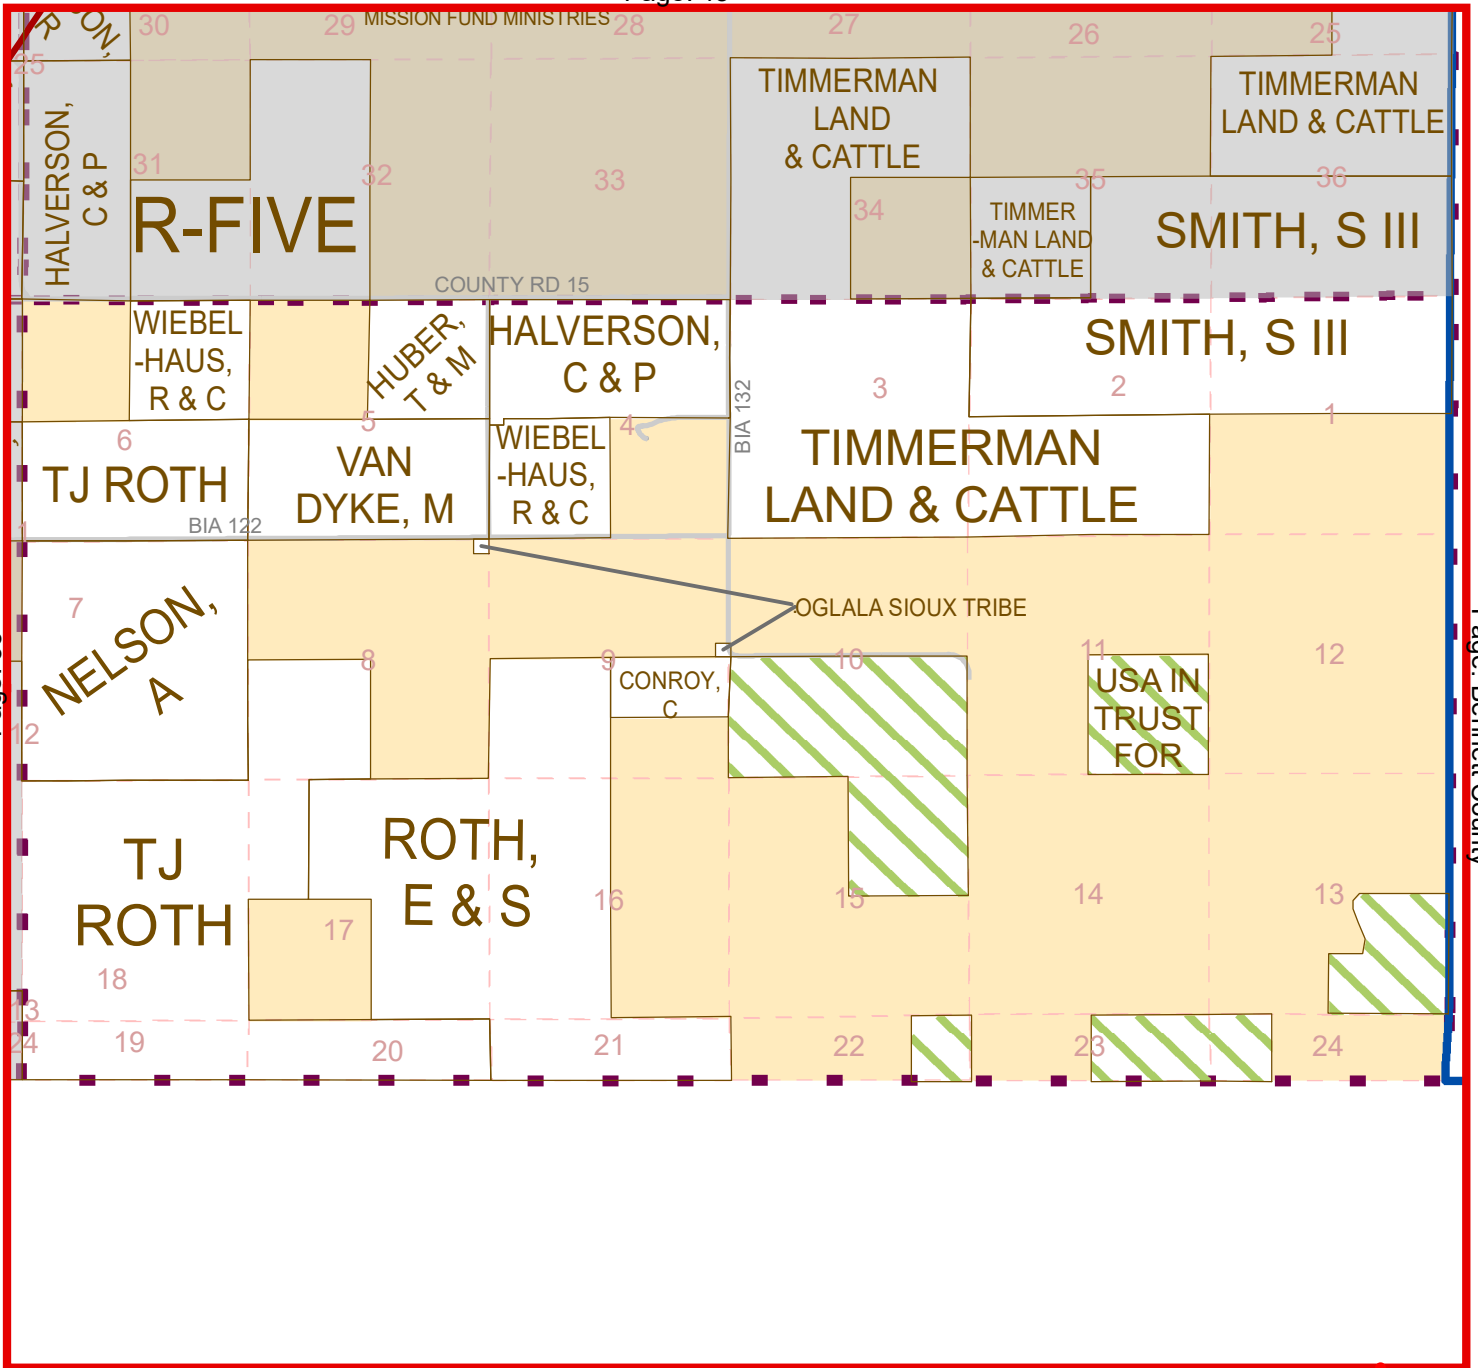 MISSION FUND MINISTRIES
30
29
28
27
26
25
25
TIMMERMAN
LAND
& CATTLE
TIMMERMAN
LAND & CATTLE
HALVERSON,
C & P
31
32
33
34
35
36
R-FIVE
TIMMER
-MAN LAND
& CATTLE
SMITH, S III
COUNTY RD 15
WIEBEL
-HAUS,
R & C
HUBER,
T & M
HALVERSON,
C & P
SMITH, S III
BIA 132
3
2
1
6
5
4
TJ ROTH
VAN
DYKE, M
WIEBEL
-HAUS,
R & C
TIMMERMAN
LAND & CATTLE
1
BIA 122
7
NELSON,
A
OGLALA SIOUX TRIBE
8
9
10
11
12
CONROY,
C
USA IN
TRUST
FOR
12
TJ
ROTH
ROTH,
E & S
16
15
14
13
17
18
13
24
19
20
21
22
23
24